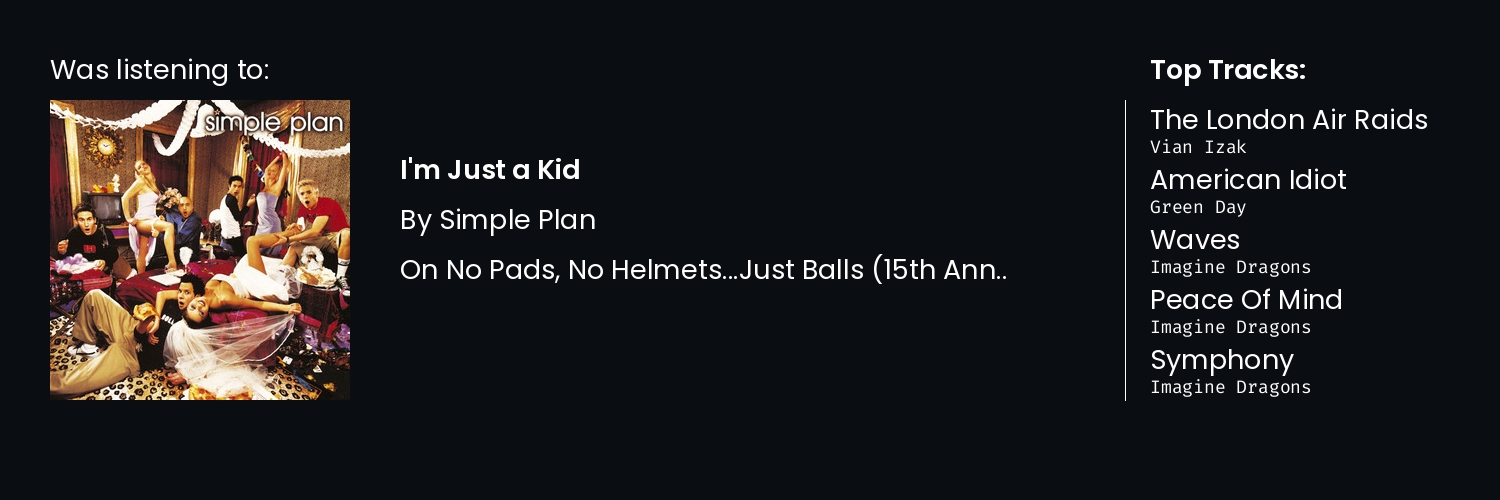 Was listening to:
simple plan
I'm Just a Kid
By Simple Plan
On No Pads, No Helmets...Just Balls (15th Ann..
Top Tracks:
The London Air Raids
Vian Izak
American Idiot
Green Day
Waves
Imagine Dragons
Peace Of Mind
Imagine Dragons
Symphony
Imagine Dragons